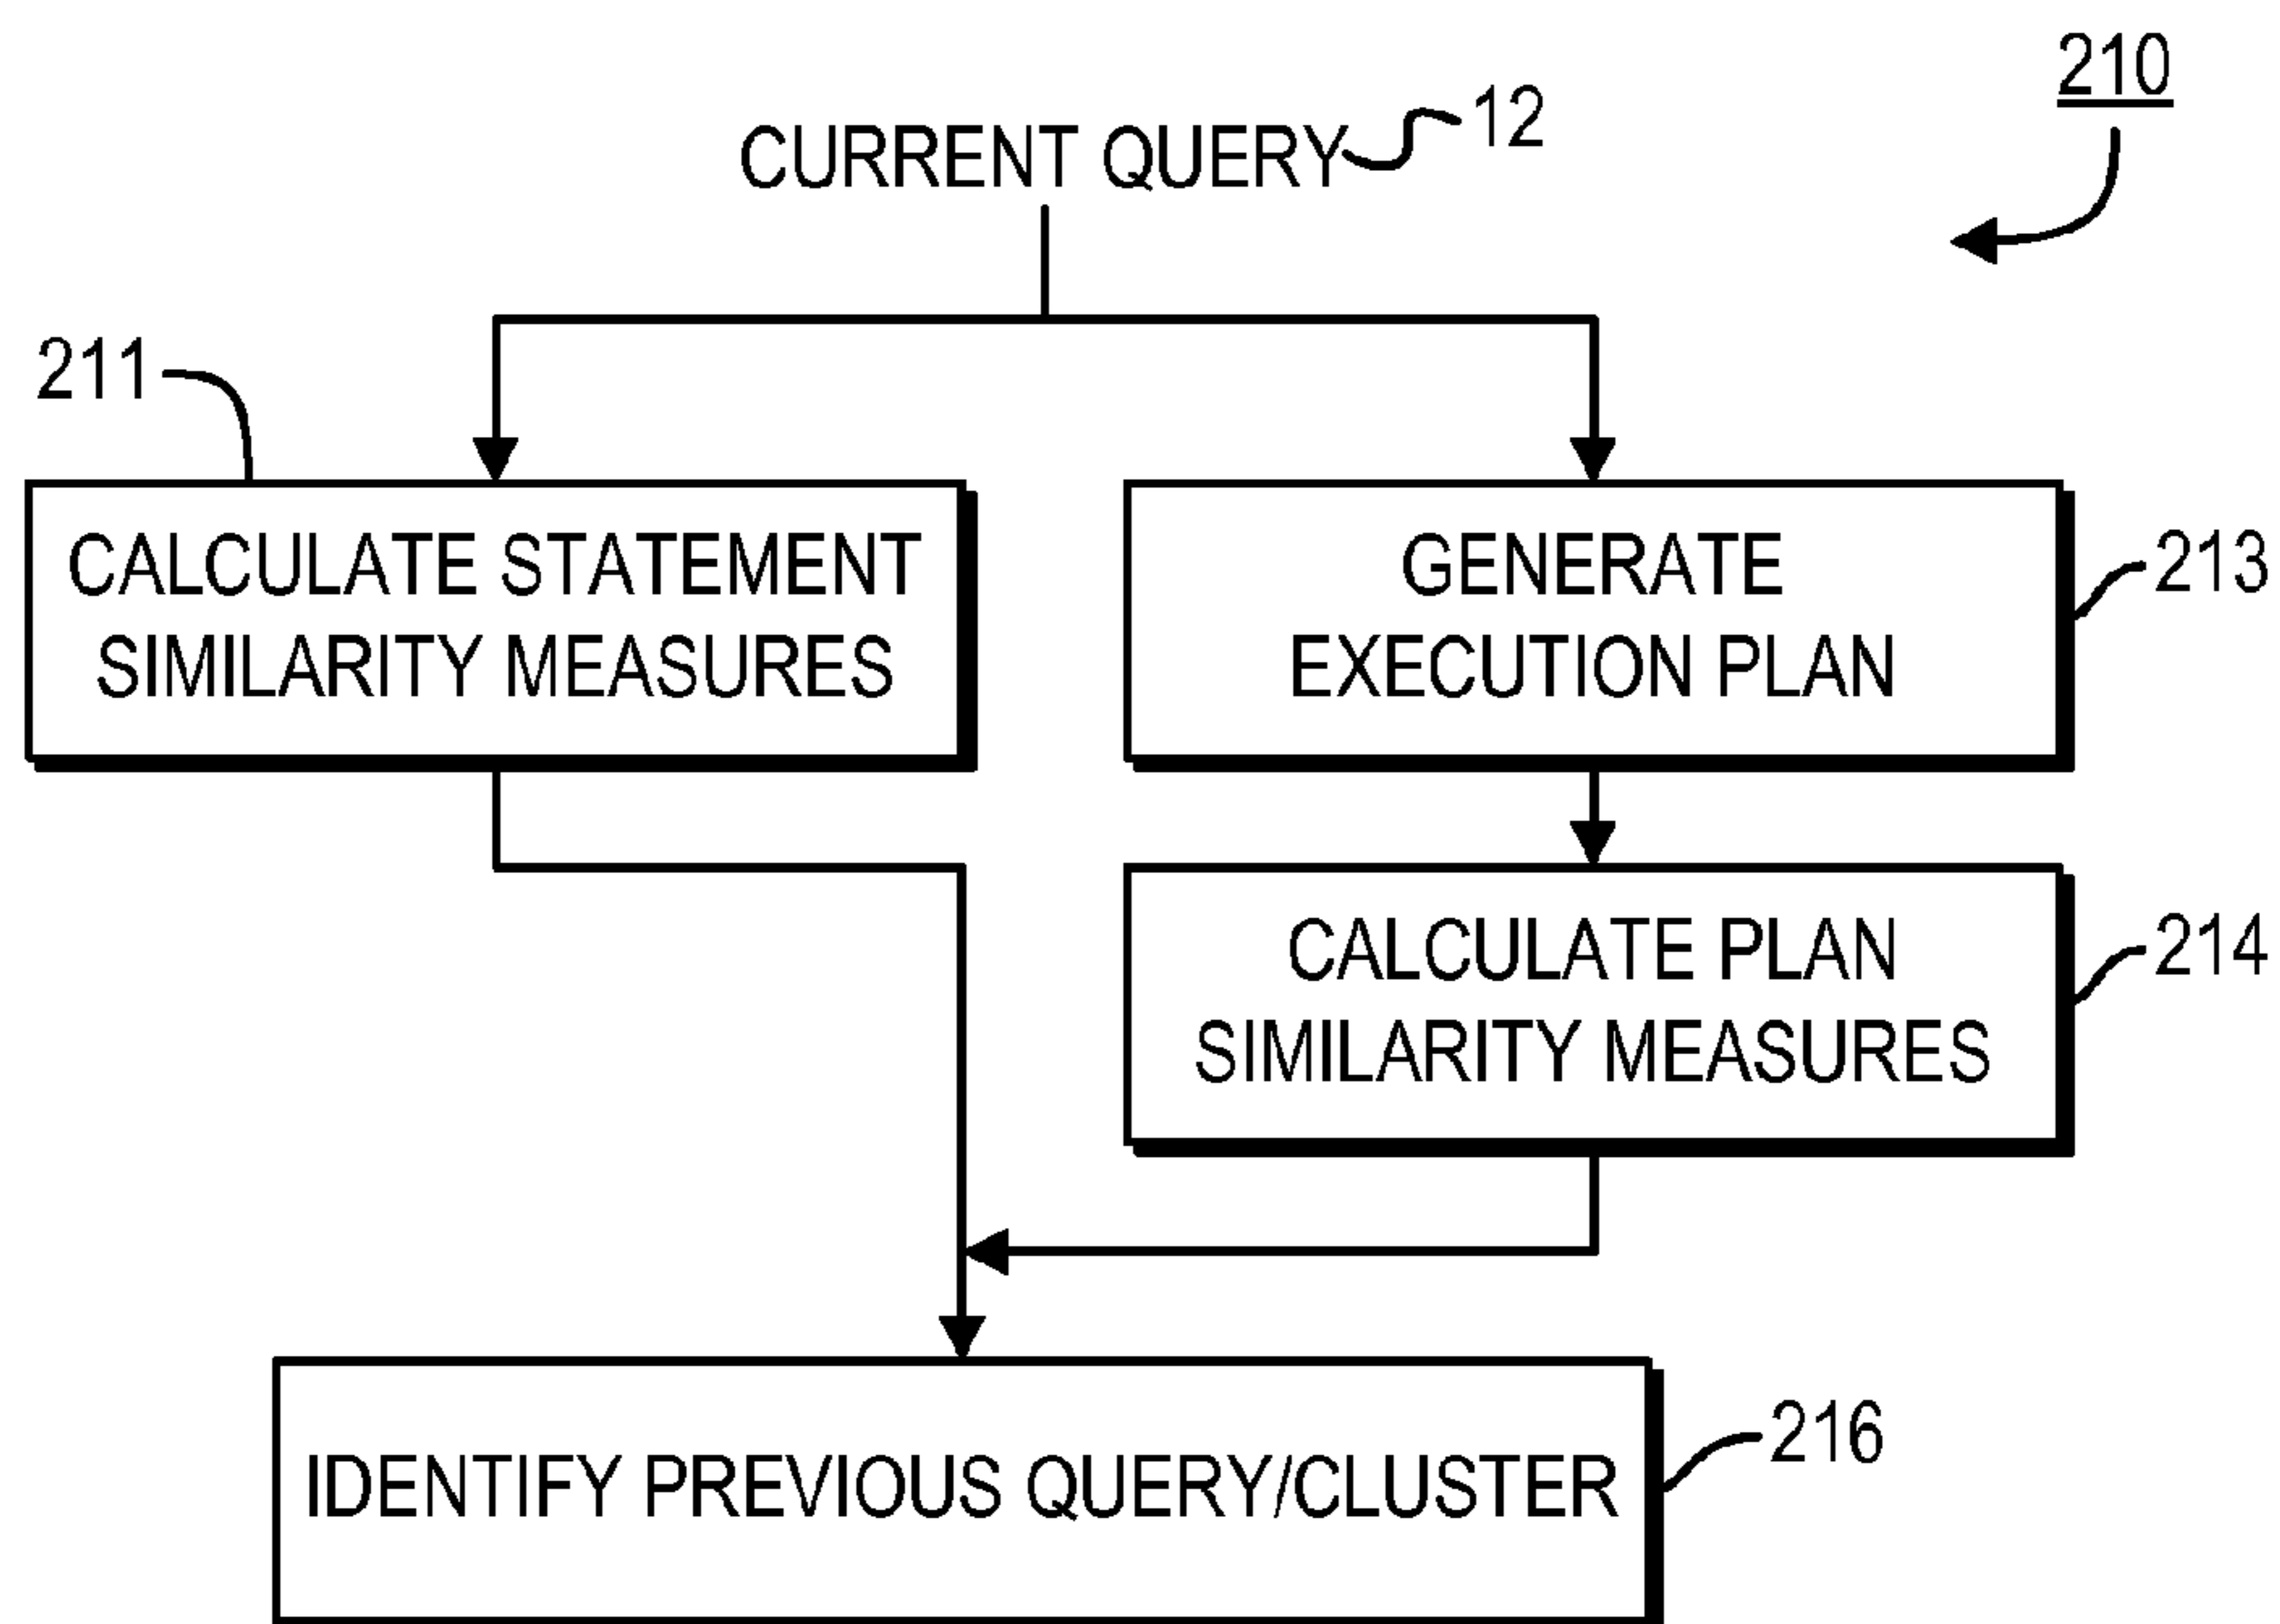 210
CURRENT QUERY 12
211
CALCULATE STATEMENT
SIMILARITY MEASURES
GENERATE
EXECUTION PLAN
213
CALCULATE PLAN
SIMILARITY MEASURES
214
IDENTIFY PREVIOUS QUERY/CLUSTER
216